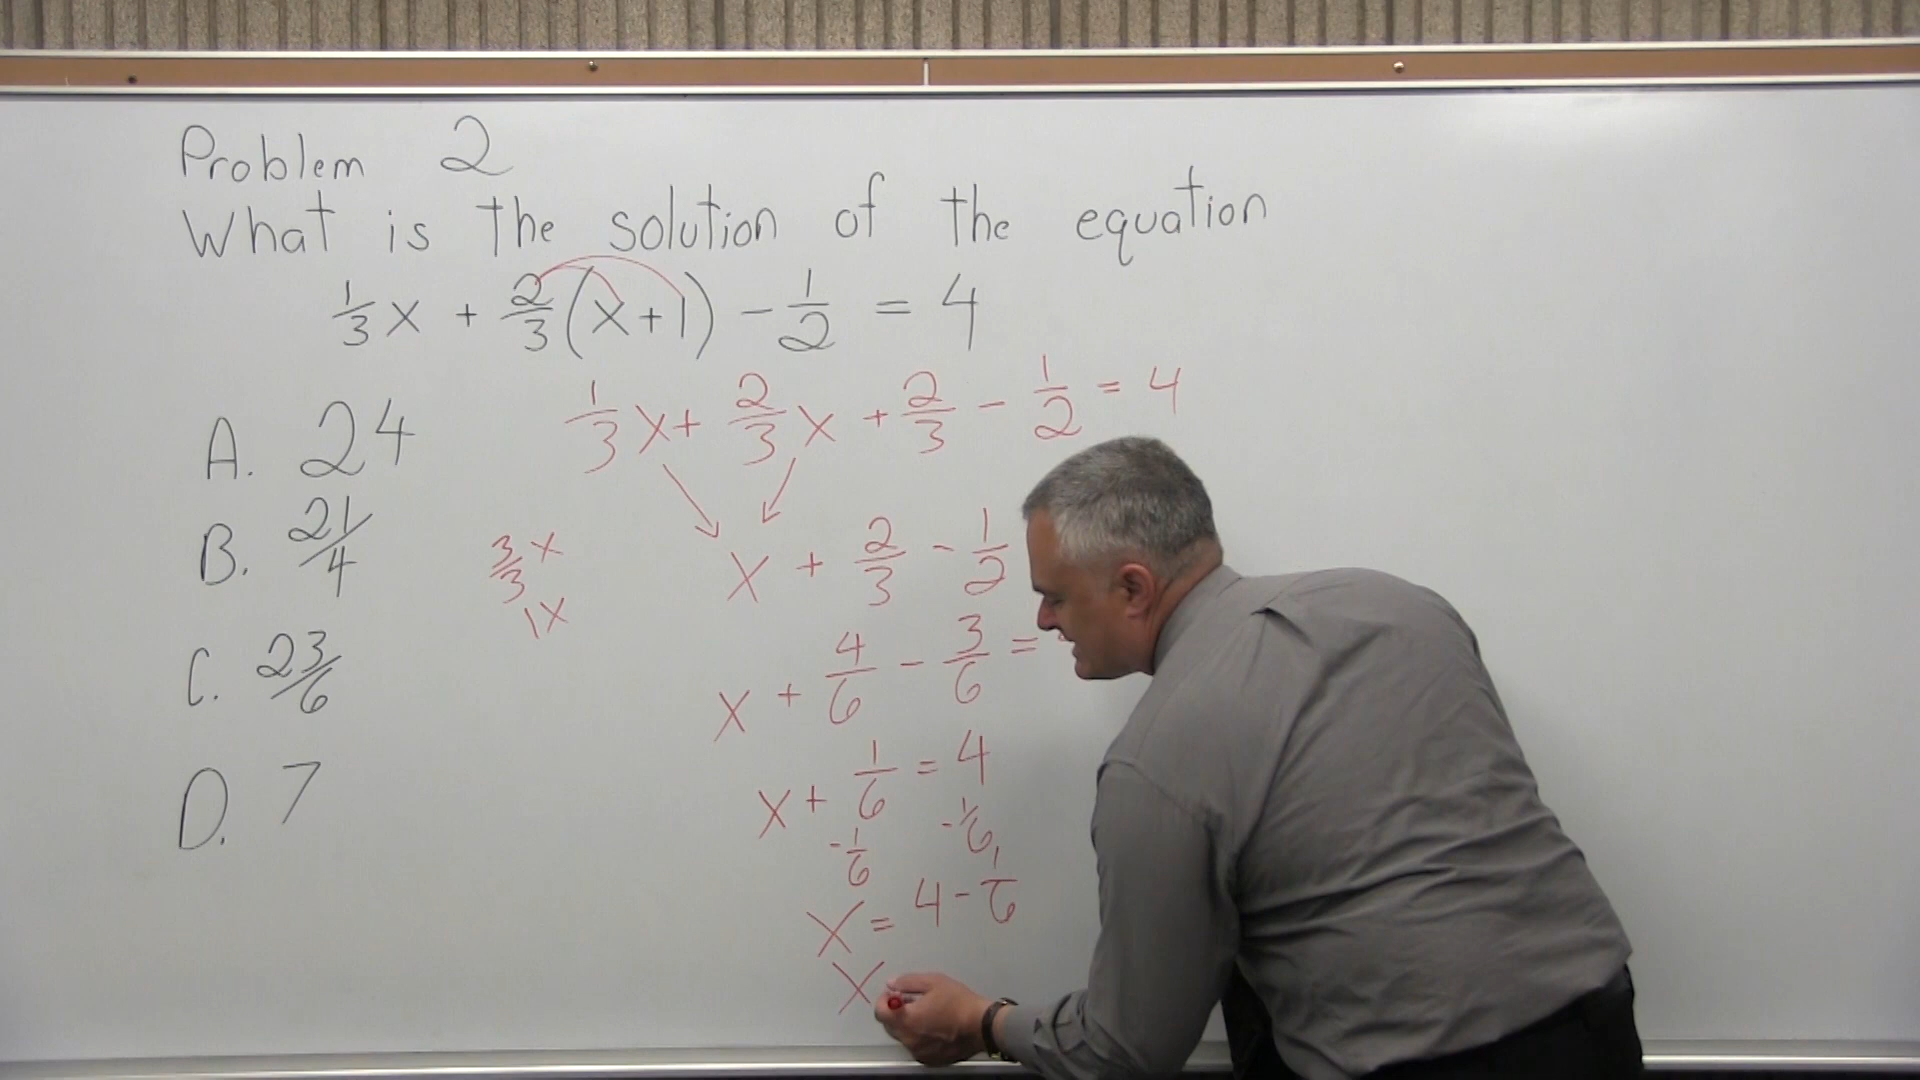 Problem 2
What is the solution of the equation
1/3 x + 2/3 (x + 1) - 1/2 = 4
1/3 x + 2/3 x + 2/3 - 1/2 = 4
A. 24
B. 21/4
3/3 x
x + 2/3 - 1/2
1x
C. 23/6
x + 4/6 - 3/6 =
D. 7
x + 1/6 = 4
- 1/6 - 1/6
x = 4 - 1/6
x